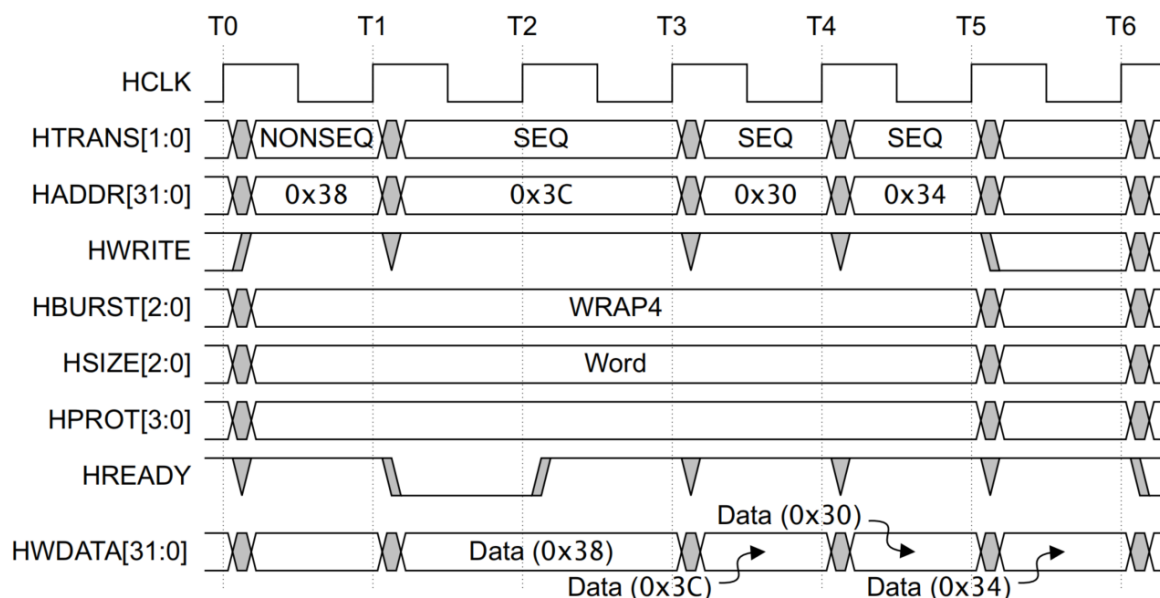 T0 T1 T2 T3 T4 T5 T6
HCLK
HTRANS[1:0] NONSEQ SEQ SEQ SEQ
HADDR[31:0] 0x38 0x3C 0x30 0x34
HWRITE
HBURST[2:0] WRAP4
HSIZE[2:0] Word
HPROT[3:0]
HREADY
Data (0x30)
HWDATA[31:0] Data (0x38)
Data (0x3C) Data (0x34)